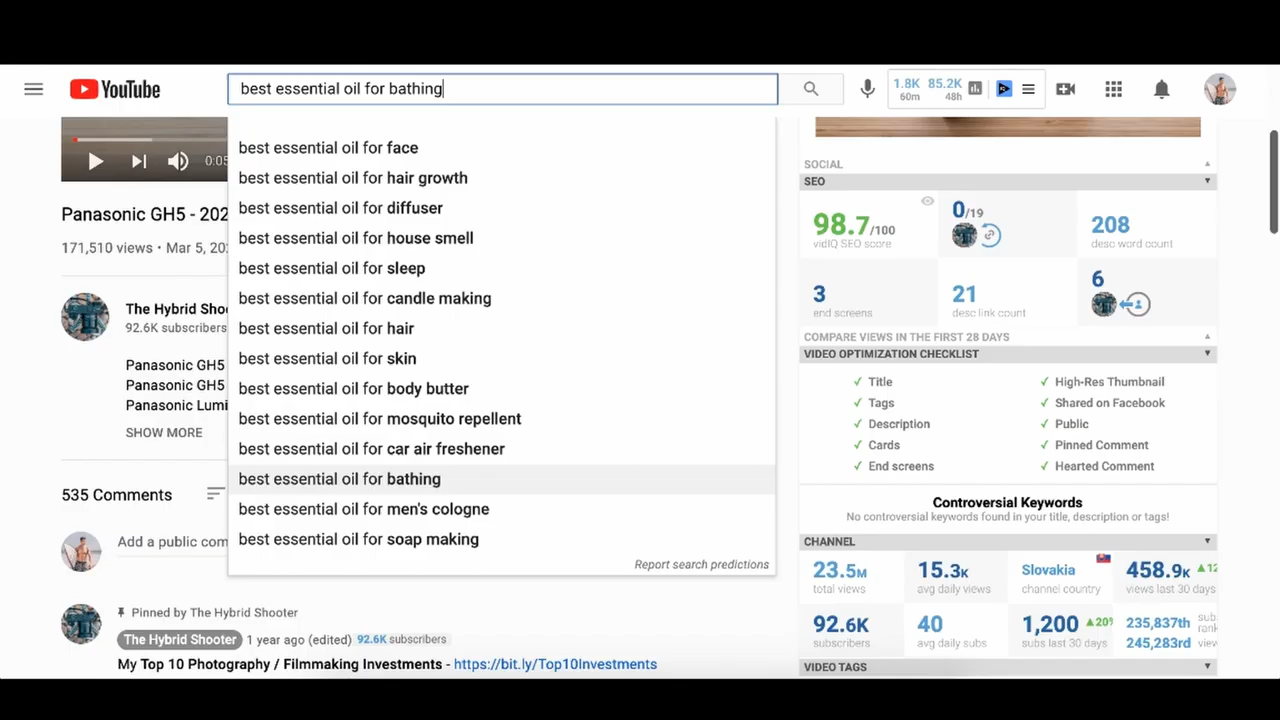 YouTube
best essential oil for bathing
1.8K 85.2K
60m 48h
best essential oil for face
best essential oil for hair growth
best essential oil for diffuser
best essential oil for house smell
best essential oil for sleep
best essential oil for candle making
best essential oil for hair
best essential oil for skin
best essential oil for body butter
best essential oil for mosquito repellent
best essential oil for car air freshener
best essential oil for bathing
best essential oil for men's cologne
best essential oil for soap making
Report search predictions
0:05
Panasonic GH5 - 202
171,510 views • Mar 5, 20
The Hybrid Shoo
92.6K subscribers
Panasonic GH5
Panasonic GH5
Panasonic Lumi
SHOW MORE
535 Comments
Add a public com
Pinned by The Hybrid Shooter
The Hybrid Shooter 1 year ago (edited) 92.6K subscribers
My Top 10 Photography / Filmmaking Investments - https://bit.ly/Top10Investments
SOCIAL
SEO
98.7/100
vidIQ SEO score
0/19
208
desc word count
3
end screens
21
desc link count
6
COMPARE VIEWS IN THE FIRST 28 DAYS
VIDEO OPTIMIZATION CHECKLIST
✓ Title
✓ High-Res Thumbnail
✓ Tags
✓ Shared on Facebook
✓ Description
✓ Public
✓ Cards
✓ Pinned Comment
✓ End screens
✓ Hearted Comment
Controversial Keywords
No controversial keywords found in your title, description or tags!
CHANNEL
23.5M
total views
15.3K
avg daily views
Slovakia
channel country
458.9K ▲12
views last 30 days
92.6K
subscribers
40
avg daily subs
1,200 ▲20%
subs last 30 days
235,837th subs
rank
245,283rd view
VIDEO TAGS